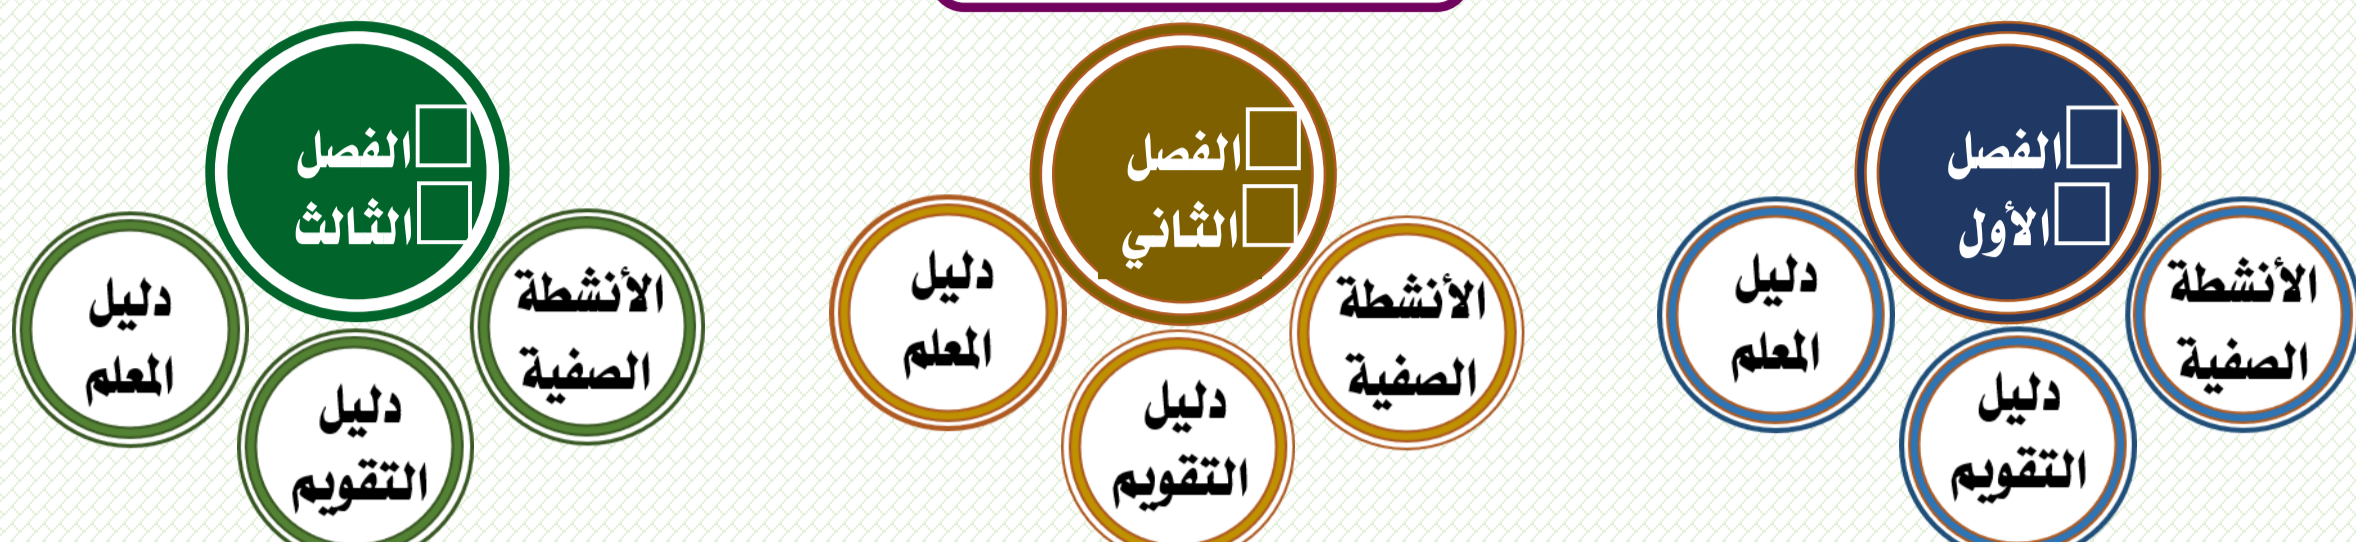 الفصل
الأول
الأنشطة
الصفية
دليل
التقويم
دليل
المعلم
الفصل
الثاني
الأنشطة
الصفية
دليل
التقويم
دليل
المعلم
الفصل
الثالث
الأنشطة
الصفية
دليل
التقويم
دليل
المعلم